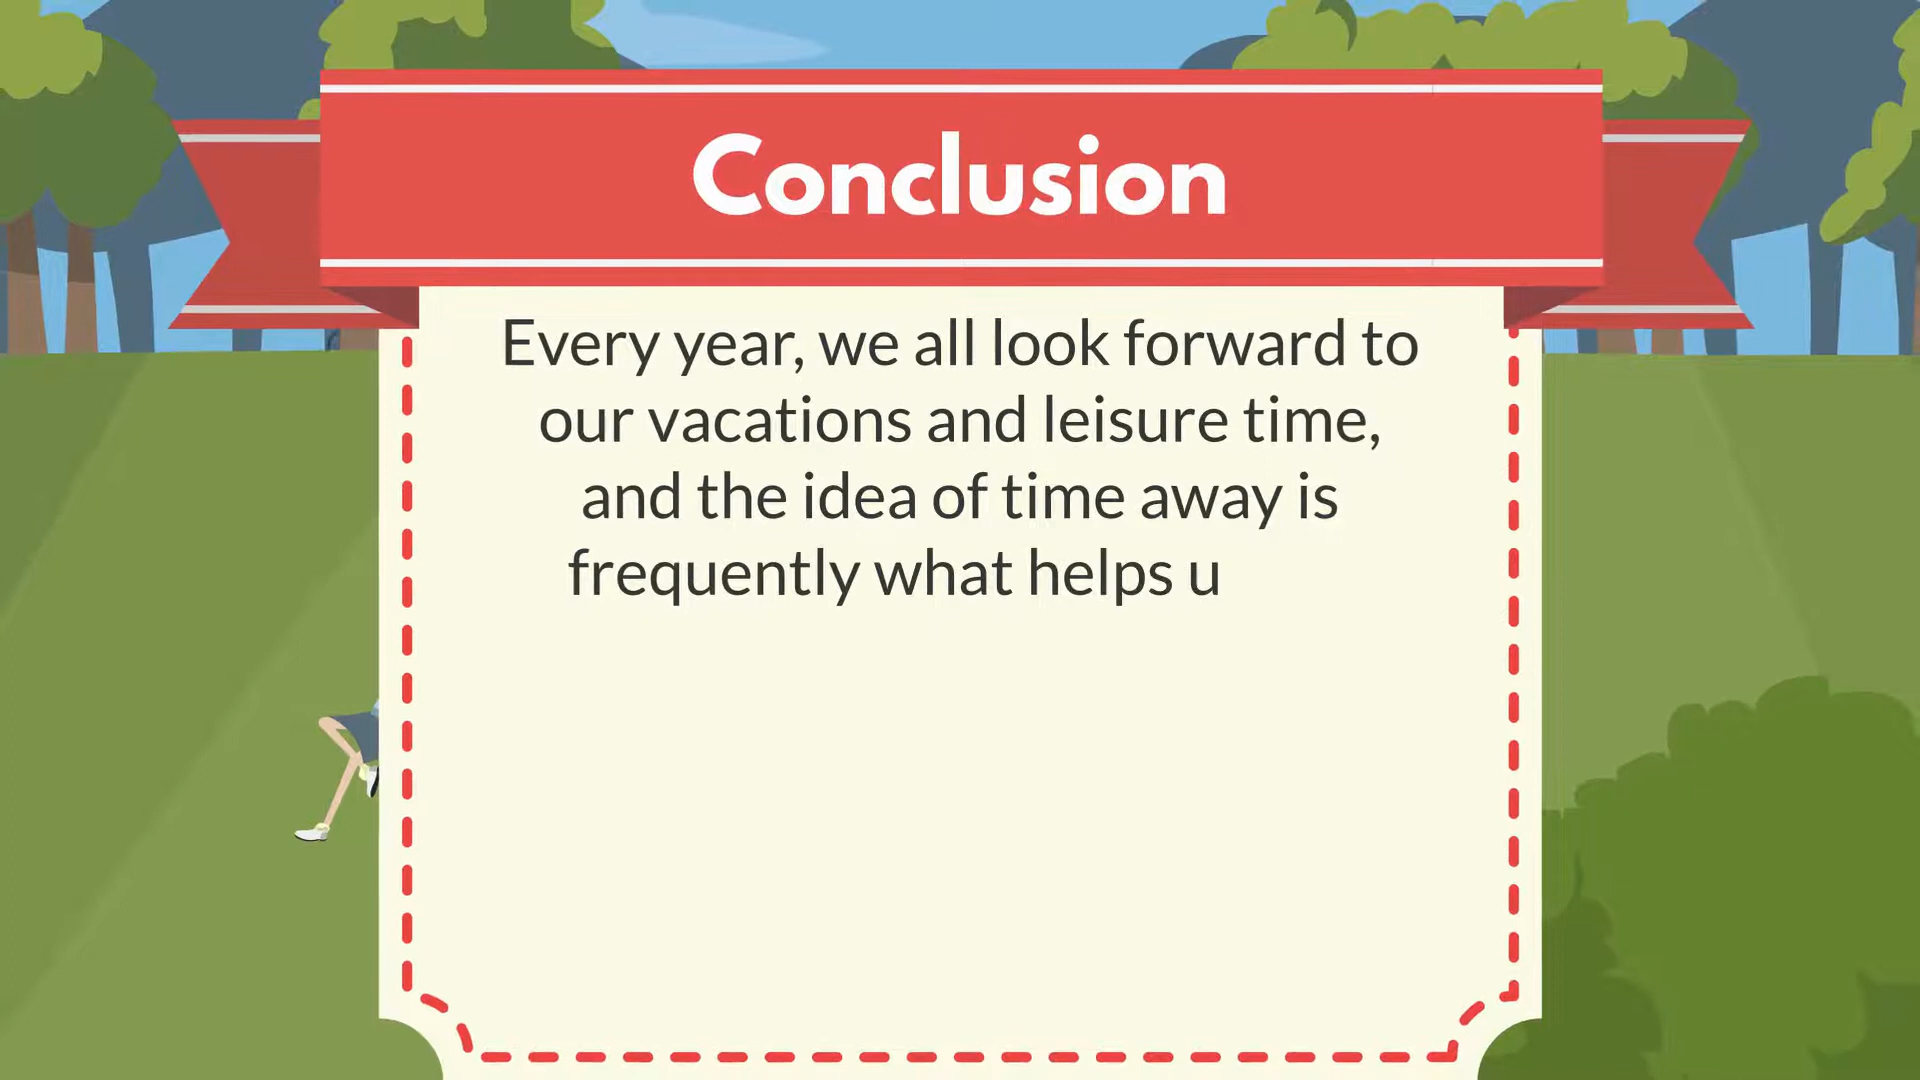 Conclusion
Every year, we all look forward to
our vacations and leisure time,
and the idea of time away is
frequently what helps u